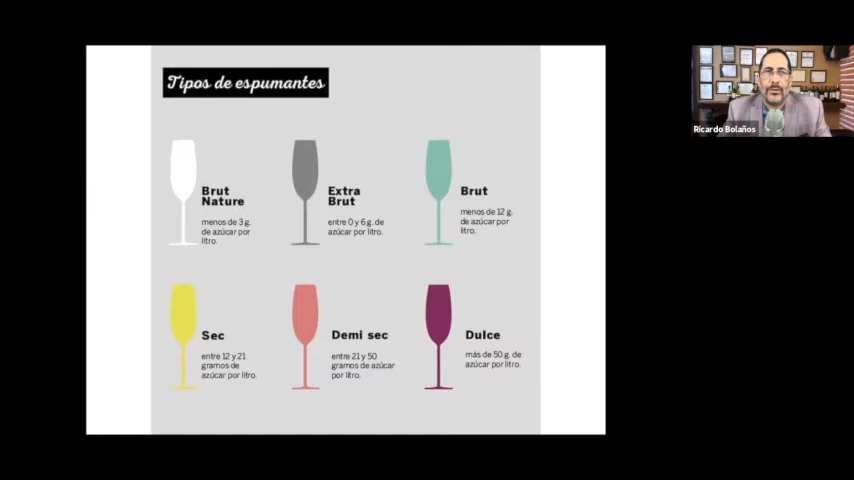 Tipos de espumantes
Ricardo Bolaños
Brut
Nature
menos de 3 g.
de azúcar por
litro.
Extra
Brut
entre 0 y 6 g. de
azúcar por litro.
Brut
menos de 12 g.
de azúcar por
litro.
Sec
entre 12 y 21
gramos de
azúcar por litro.
Demi sec
entre 21 y 50
gramos de azúcar
por litro.
Dulce
más de 50 g. de
azúcar por litro.